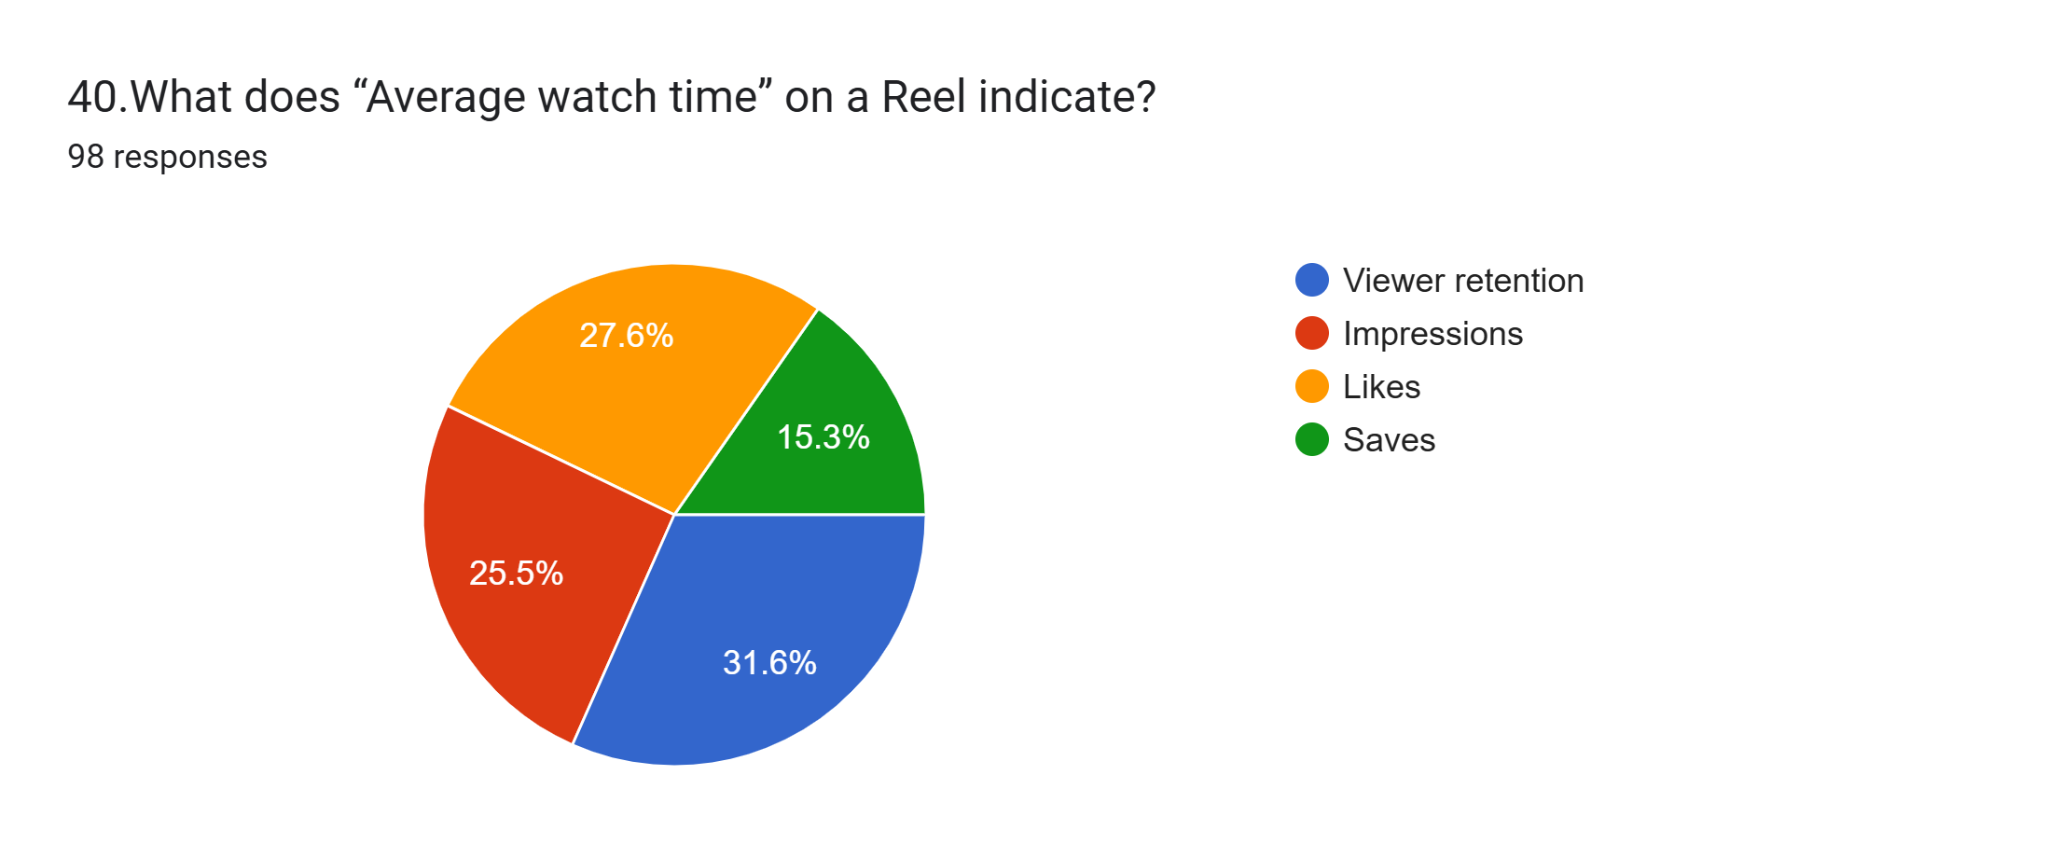 40.What does “Average watch time” on a Reel indicate?
98 responses
27.6%
15.3%
25.5%
31.6%
Viewer retention
Impressions
Likes
Saves